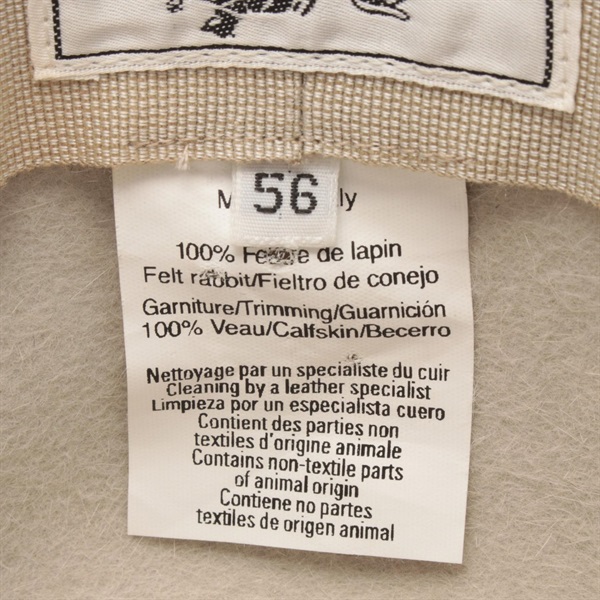 56
100% de lapin
Felt rabbit/Fieltro de conejo
Garniture/Trimming/Guarnición
100% Veau/Calfskin/Becerro
Nettoyage par un specialiste du cuir
Cleaning by a leather specialist
Limpieza por un especialista cuero
Contient des parties non
textiles d'origine animale
Contains non-textile parts
of animal origin
Contiene no partes
textiles de origen animal